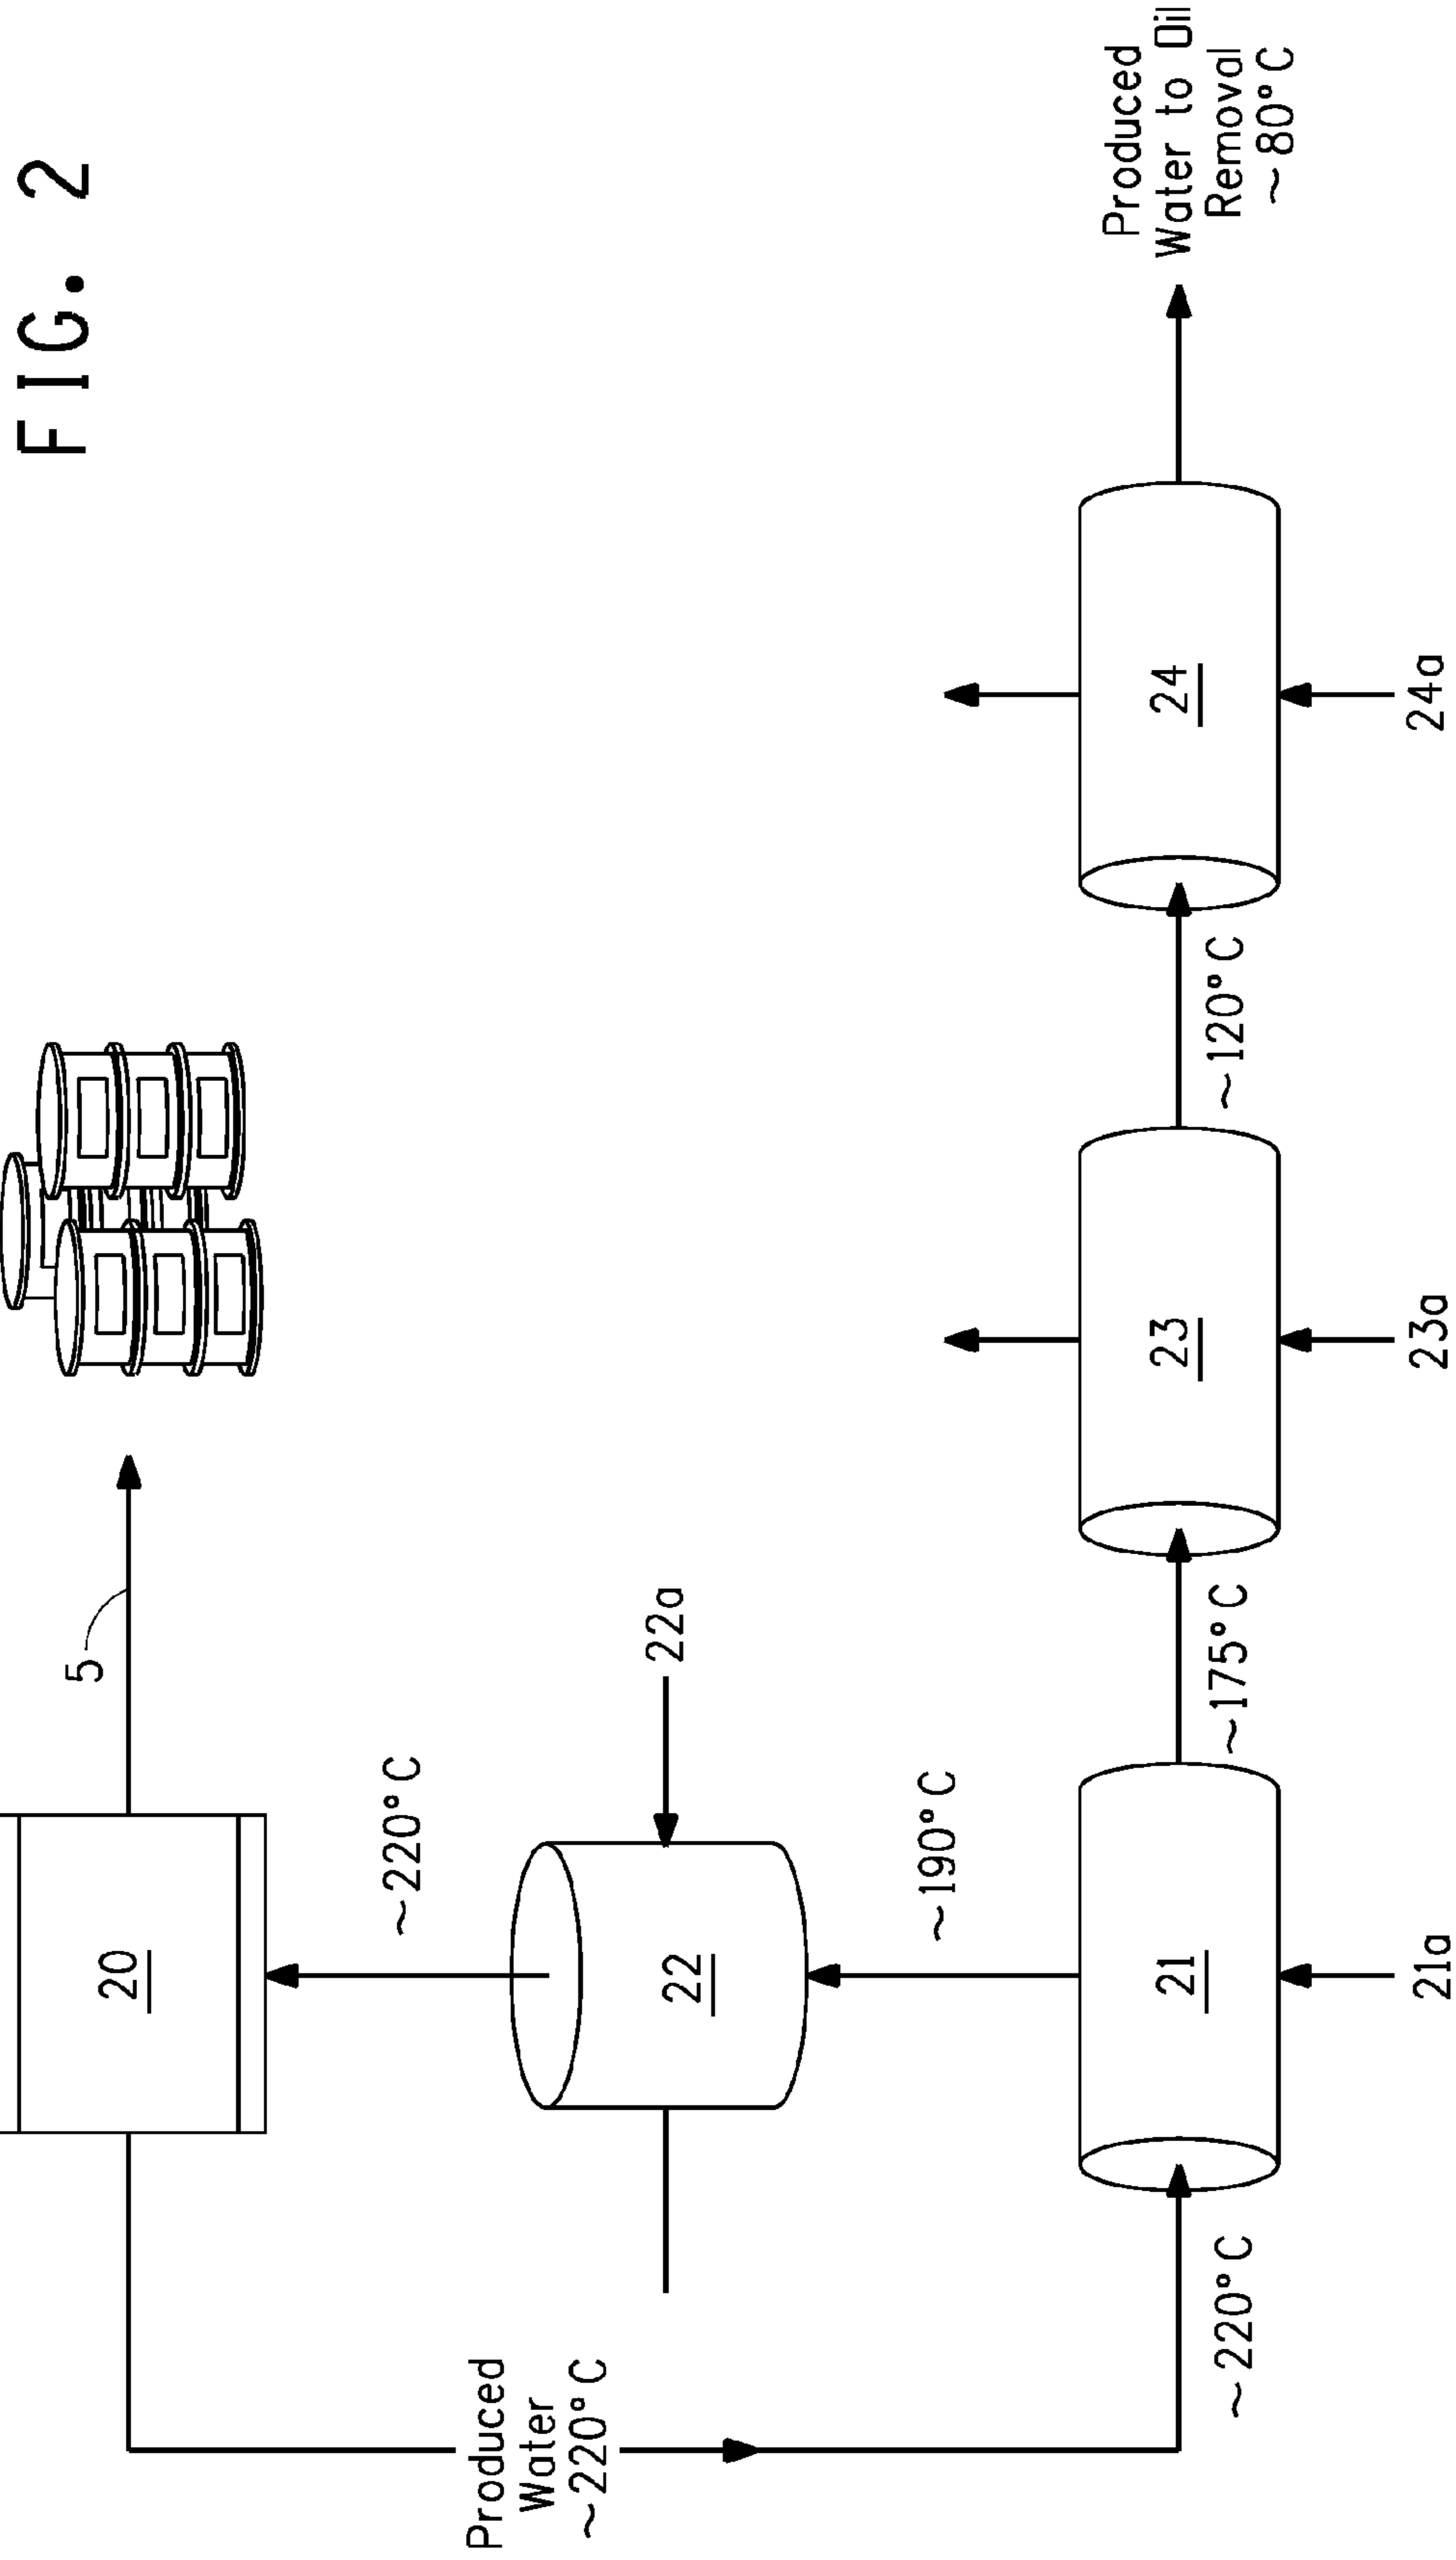 FIG. 2
5
20
~220°C
22a
22
Produced
Water
~220°C
~190°C
21
~220°C
21a
~175°C
23
23a
~120°C
24
24a
Produced
Water to Oil
Removal
~80°C